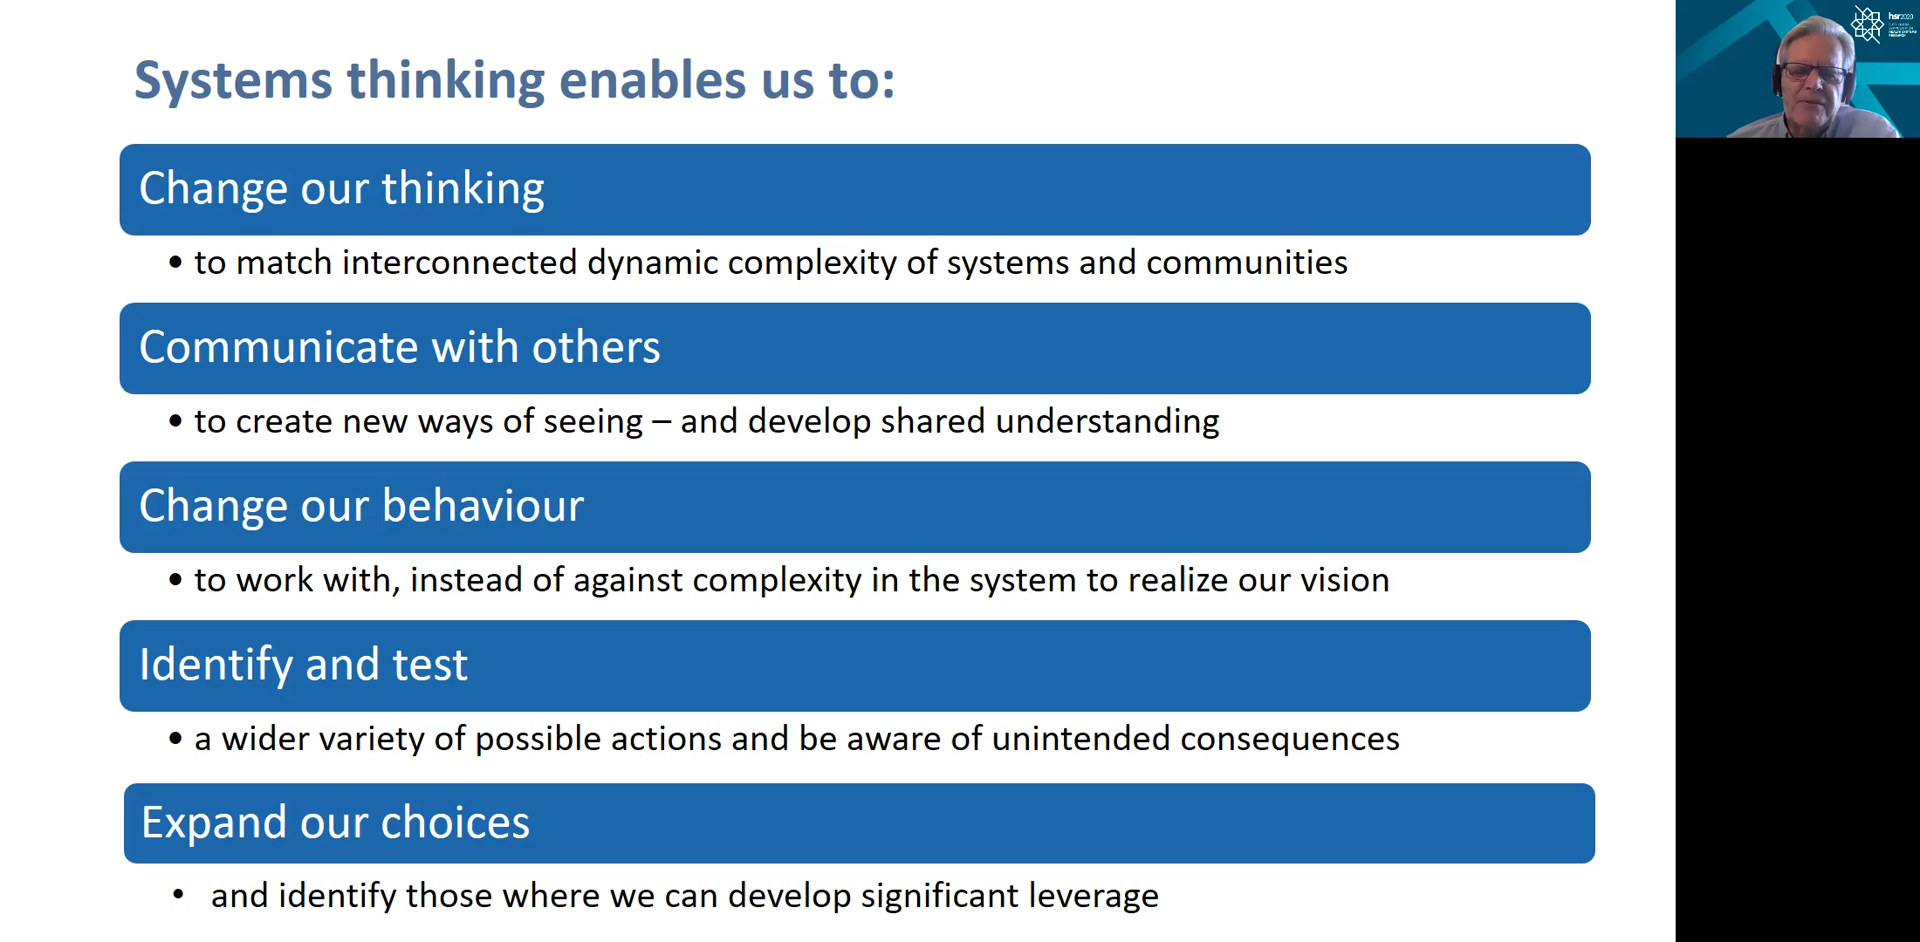 Systems thinking enables us to:
Change our thinking
• to match interconnected dynamic complexity of systems and communities
Communicate with others
• to create new ways of seeing – and develop shared understanding
Change our behaviour
• to work with, instead of against complexity in the system to realize our vision
Identify and test
• a wider variety of possible actions and be aware of unintended consequences
Expand our choices
• and identify those where we can develop significant leverage
hsr2020